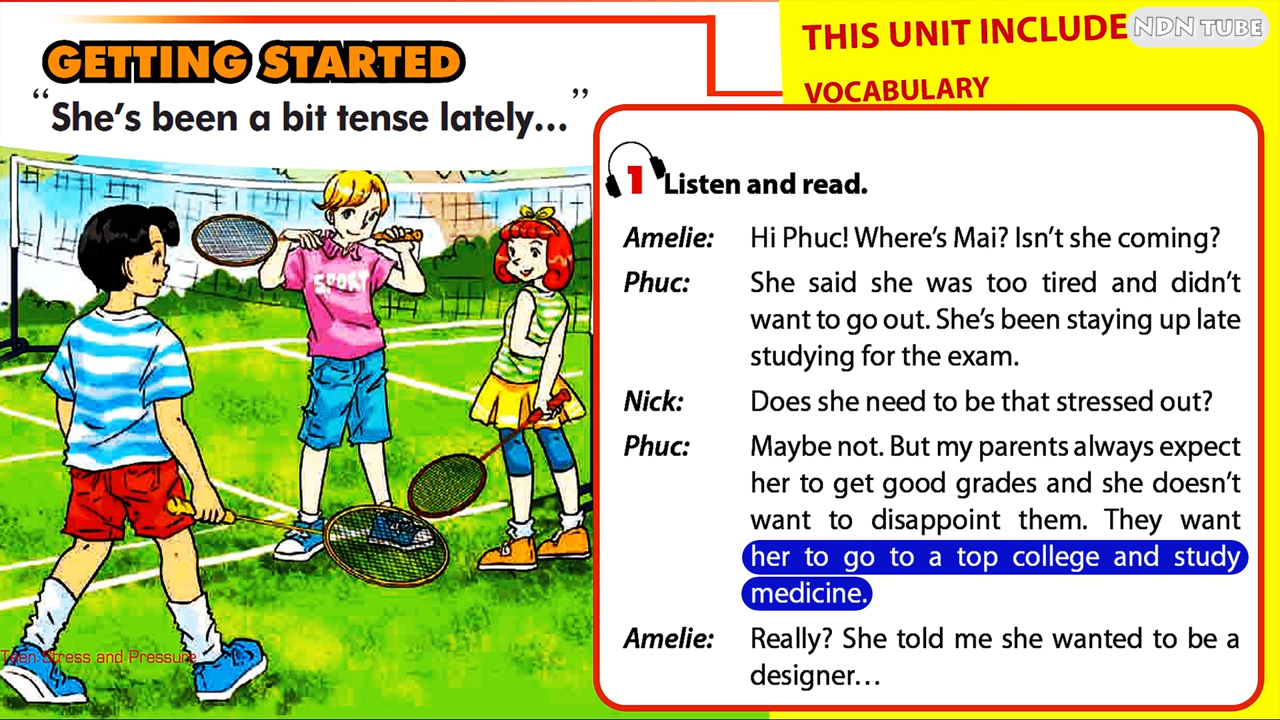 GETTING STARTED
“She’s been a bit tense lately...”
THIS UNIT INCLUDE
NDN TUBE
VOCABULARY
1 Listen and read.
Amelie: Hi Phuc! Where’s Mai? Isn’t she coming?
Phuc: She said she was too tired and didn’t
want to go out. She’s been staying up late
studying for the exam.
Nick: Does she need to be that stressed out?
Phuc: Maybe not. But my parents always expect
her to get good grades and she doesn’t
want to disappoint them. They want
her to go to a top college and study
medicine.
Amelie: Really? She told me she wanted to be a
designer...
SPORT
Teen Stress and Pressure